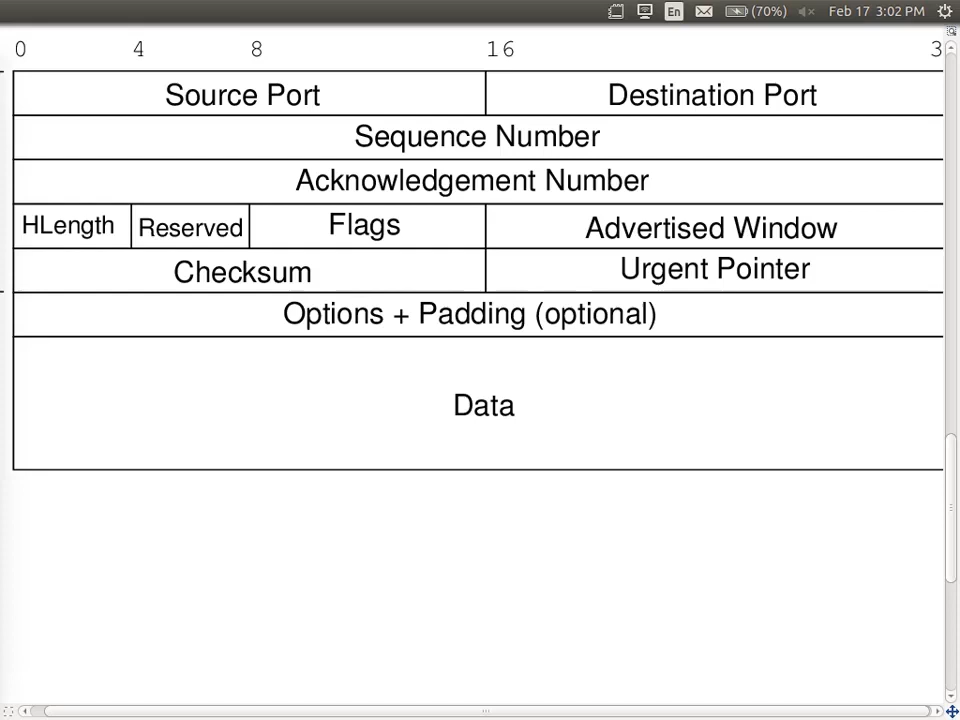 En (70%) Feb 17 3:02 PM
0 4 8 16 3
Source Port Destination Port
Sequence Number
Acknowledgement Number
HLength Reserved Flags Advertised Window
Checksum Urgent Pointer
Options + Padding (optional)
Data